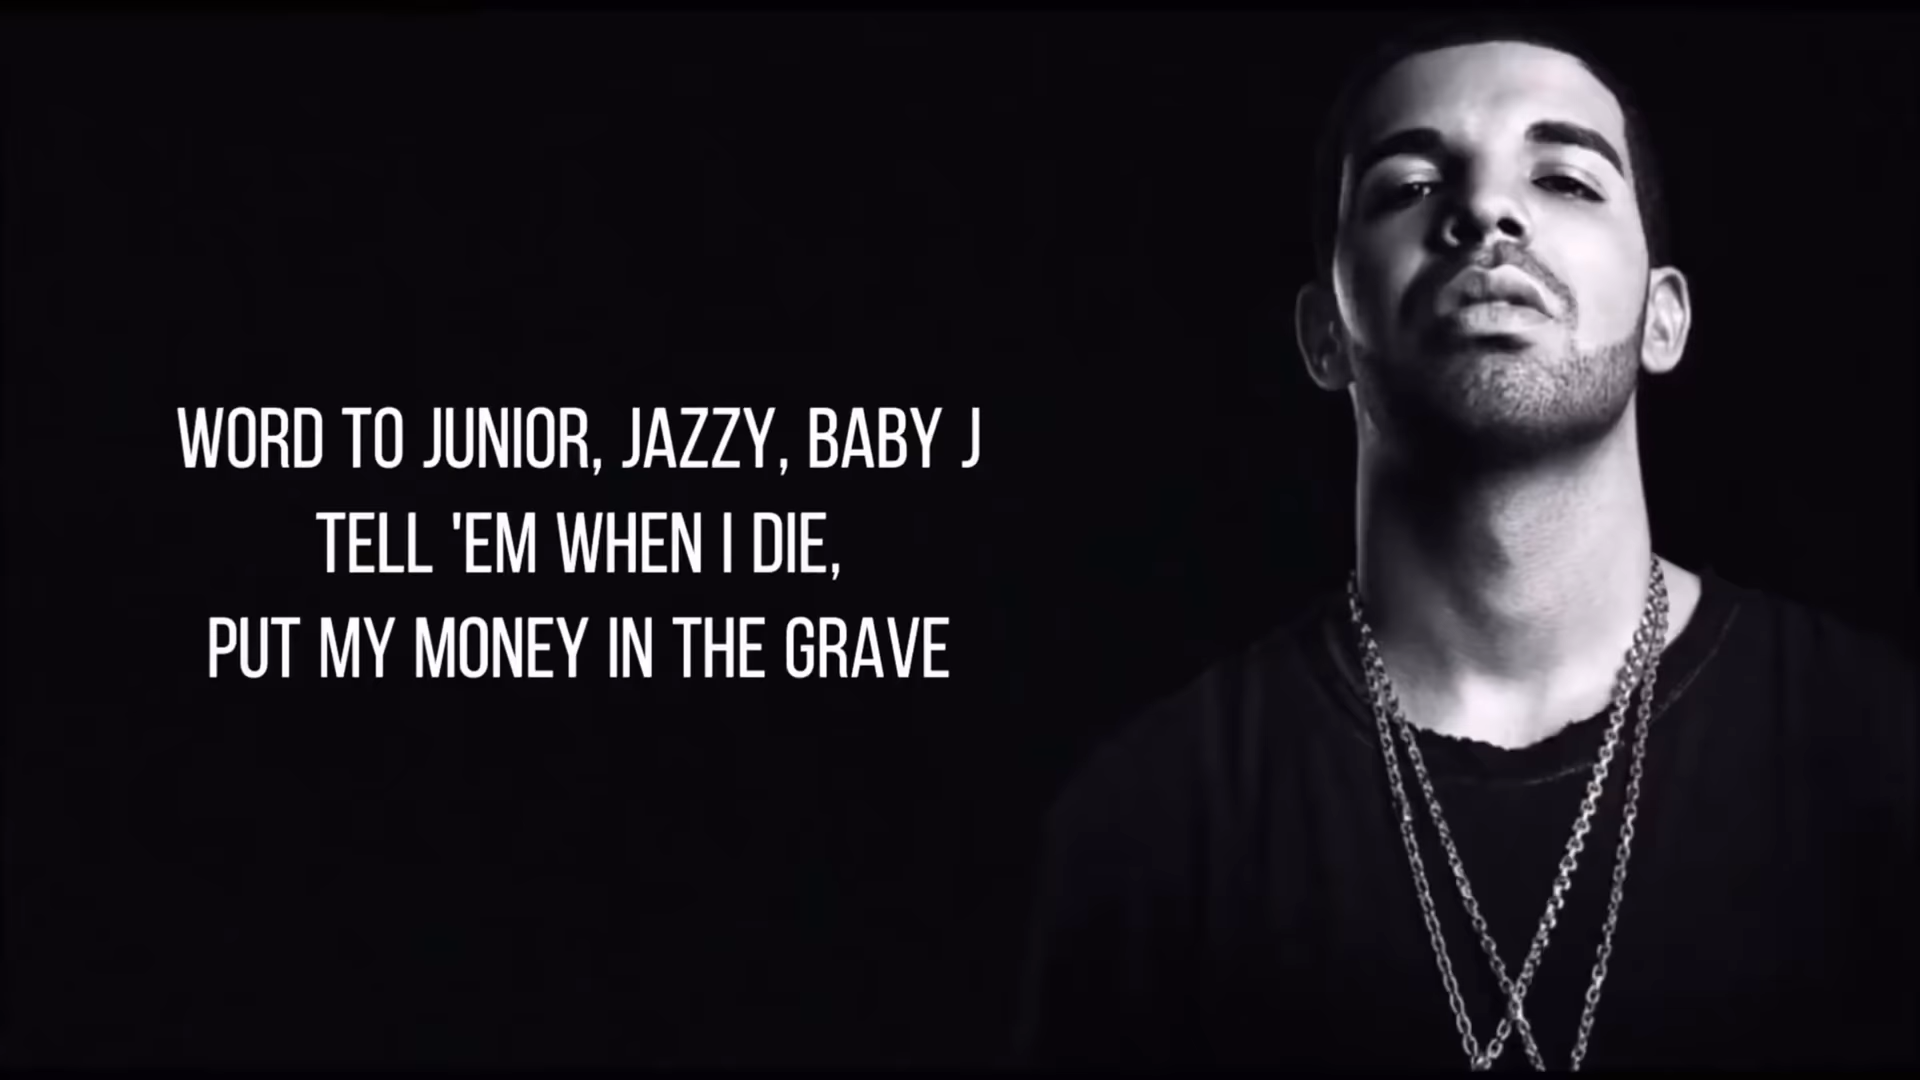 WORD TO JUNIOR, JAZZY, BABY J
TELL 'EM WHEN I DIE,
PUT MY MONEY IN THE GRAVE